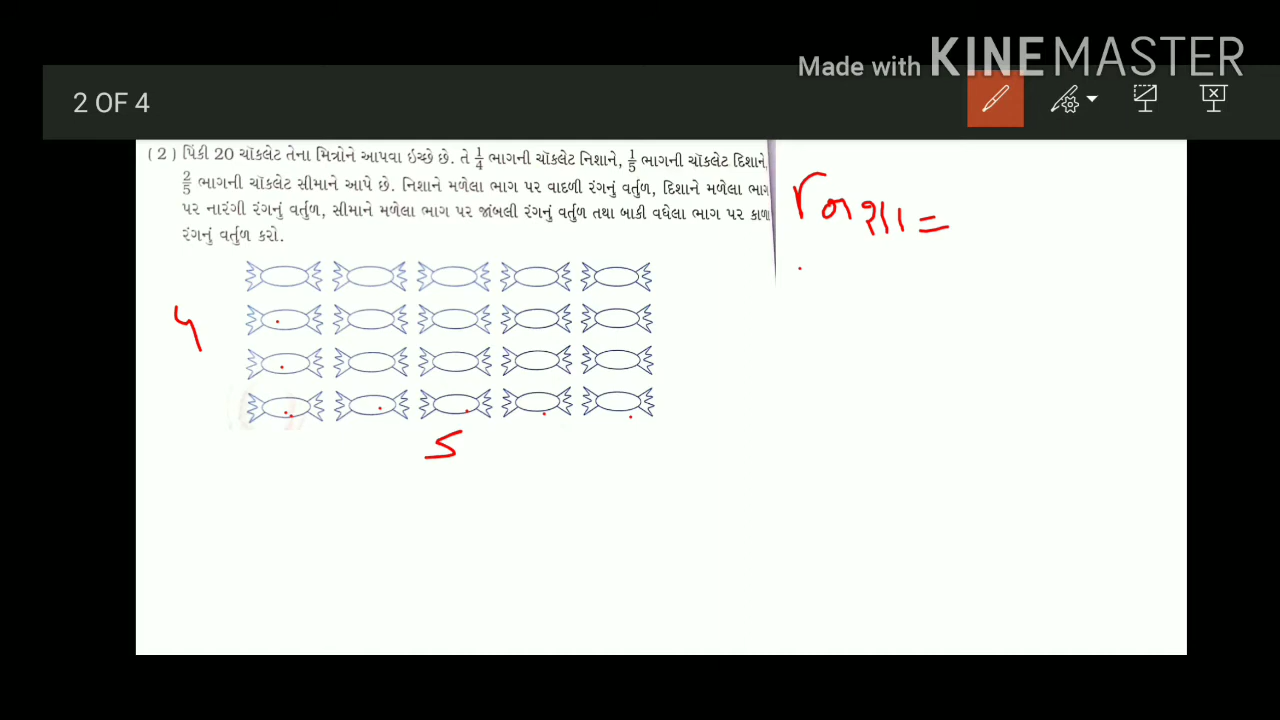 Made with KINEMASTER
2 OF 4
( 2 ) પિંકી 20 ચૉકલેટ તેના મિત્રોને આપવા ઇચ્છે છે. તે 1/4 ભાગની ચૉકલેટ નિશાને, 1/5 ભાગની ચૉકલેટ દિશાને,
2/5 ભાગની ચૉકલેટ સીમાને આપે છે. નિશાને મળેલા ભાગ પર વાદળી રંગનું વર્તુળ, દિશાને મળેલા ભાગ
પર નારંગી રંગનું વર્તુળ, સીમાને મળેલા ભાગ પર જાંબલી રંગનું વર્તુળ તથા બાકી વધેલા ભાગ પર કાળા
રંગનું વર્તુળ કરો.
નિશા =
5